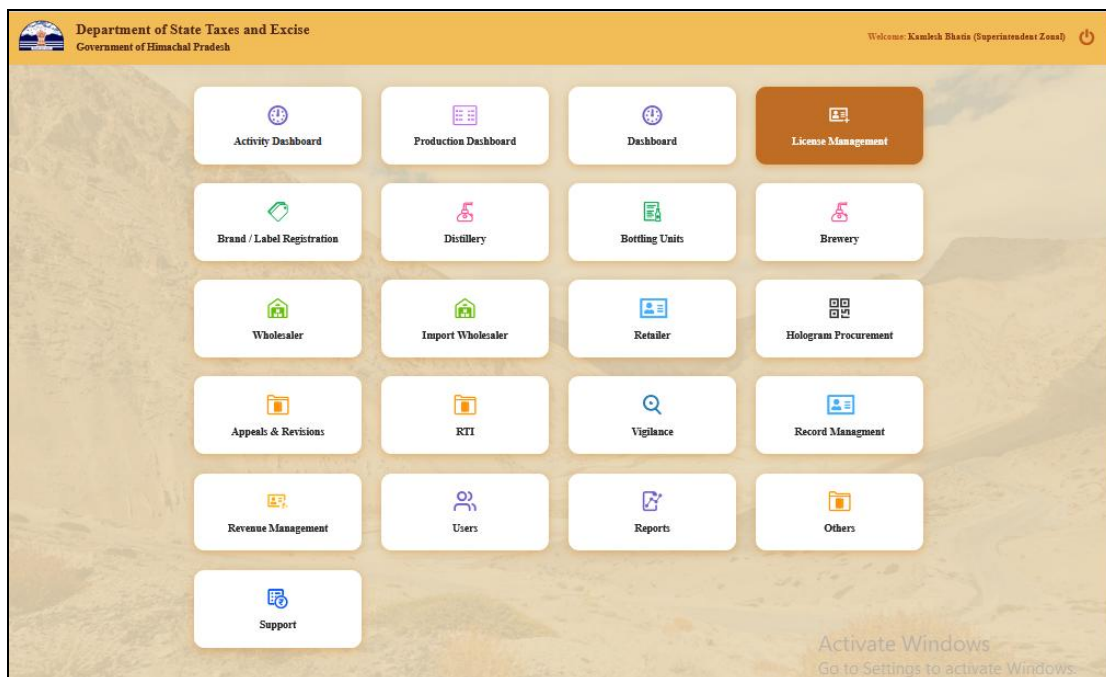 Department of State Taxes and Excise
Government of Himachal Pradesh
Welcome: Kamlesh Bhatia (Superintendent Zonal)
Activity Dashboard
Production Dashboard
Dashboard
License Management
Brand / Label Registration
Distillery
Bottling Units
Brewery
Wholesaler
Import Wholesaler
Retailer
Hologram Procurement
Appeals & Revisions
RTI
Vigilance
Record Managment
Revenue Management
Users
Reports
Others
Support
Activate Windows
Go to Settings to activate Windows.